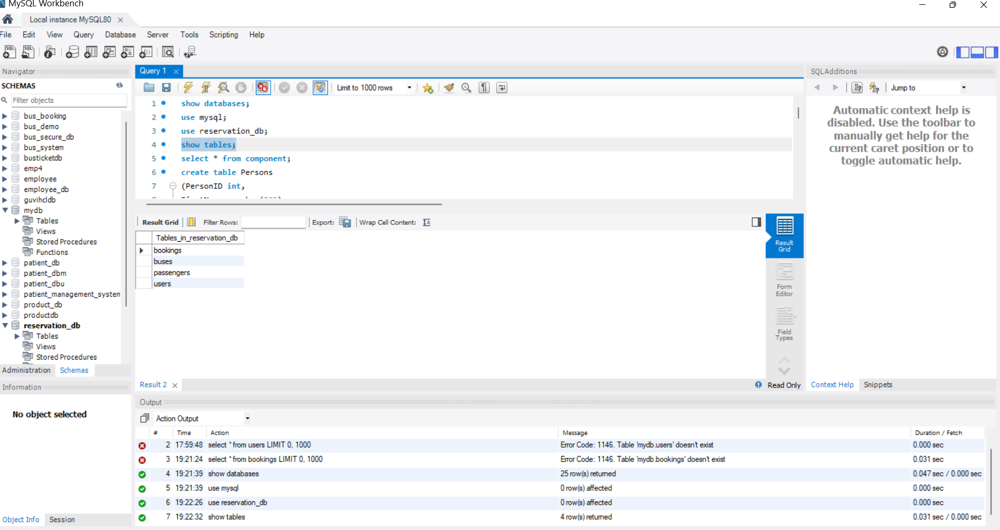 MySQL Workbench
Local instance MySQL80
File Edit View Query Database Server Tools Scripting Help
Navigator
SCHEMAS
Filter objects
bus_booking
bus_demo
bus_secure_db
bus_system
busticketdb
emp4
employee
employee_db
guvihcldb
mydb
Tables
Views
Stored Procedures
Functions
patient_db
patient_dbm
patient_dbu
patient_management_system
product_db
productdb
reservation_db
Tables
Views
Stored Procedures
Administration Schemas
Information
No object selected
Object Info Session
Query 1
Limit to 1000 rows
1 show databases;
2 use mysql;
3 use reservation_db;
4 show tables;
5 select * from component;
6 create table Persons
7 (PersonID int,
Result Grid Filter Rows: Export: Wrap Cell Content:
Tables_in_reservation_db
bookings
buses
passengers
users
Result
Grid
Form
Editor
Field
Types
Result 2
Read Only
SQLAdditions
Jump to
Automatic context help is
disabled. Use the toolbar to
manually get help for the
current caret position or to
toggle automatic help.
Context Help Snippets
Output
Action Output
# Time Action Message Duration / Fetch
2 17:59:48 select * from users LIMIT 0, 1000 Error Code: 1146. Table 'mydb.users' doesn't exist 0.000 sec
3 19:21:24 select * from bookings LIMIT 0, 1000 Error Code: 1146. Table 'mydb.bookings' doesn't exist 0.031 sec
4 19:21:39 show databases 25 row(s) returned 0.047 sec / 0.000 sec
5 19:21:39 use mysql 0 row(s) affected 0.000 sec
6 19:22:26 use reservation_db 0 row(s) affected 0.000 sec
7 19:22:32 show tables 4 row(s) returned 0.031 sec / 0.000 sec